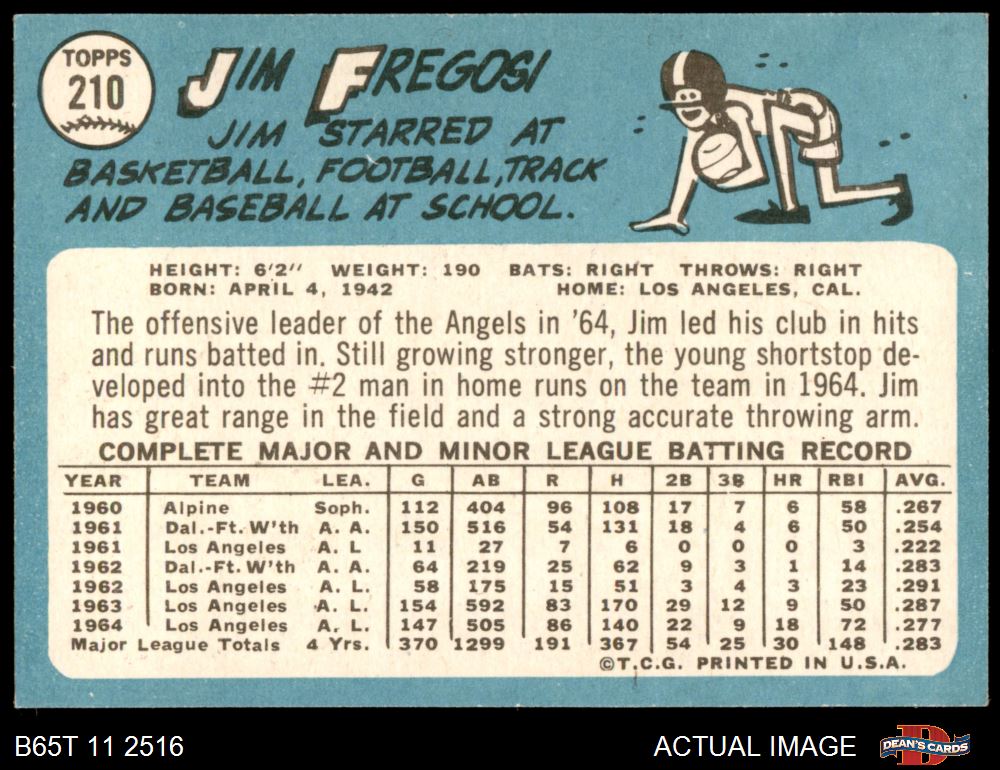 TOPPS
210
JIM FREGOSI
JIM STARRED AT
BASKETBALL, FOOTBALL, TRACK
AND BASEBALL AT SCHOOL.
HEIGHT: 6'2" WEIGHT: 190 BATS: RIGHT THROWS: RIGHT
BORN: APRIL 4, 1942 HOME: LOS ANGELES, CAL.
The offensive leader of the Angels in '64, Jim led his club in hits
and runs batted in. Still growing stronger, the young shortstop de-
veloped into the #2 man in home runs on the team in 1964. Jim
has great range in the field and a strong accurate throwing arm.
COMPLETE MAJOR AND MINOR LEAGUE BATTING RECORD
YEAR TEAM LEA. G AB R H 2B 3B HR RBI AVG.
1960 Alpine Soph. 112 404 96 108 17 7 6 58 .267
1961 Dal.-Ft. W'th A. A. 150 516 54 131 18 4 6 50 .254
1961 Los Angeles A. L 11 27 7 6 0 0 0 3 .222
1962 Dal.-Ft. W'th A. A. 64 219 25 62 9 3 1 14 .283
1962 Los Angeles A. L. 58 175 15 51 3 4 3 23 .291
1963 Los Angeles A. L. 154 592 83 170 29 12 9 50 .287
1964 Los Angeles A. L. 147 505 86 140 22 9 18 72 .277
Major League Totals 4 Yrs. 370 1299 191 367 54 25 30 148 .283
©T.C.G. PRINTED IN U.S.A.
B65T 11 2516 ACTUAL IMAGE DEAN'S CARDS